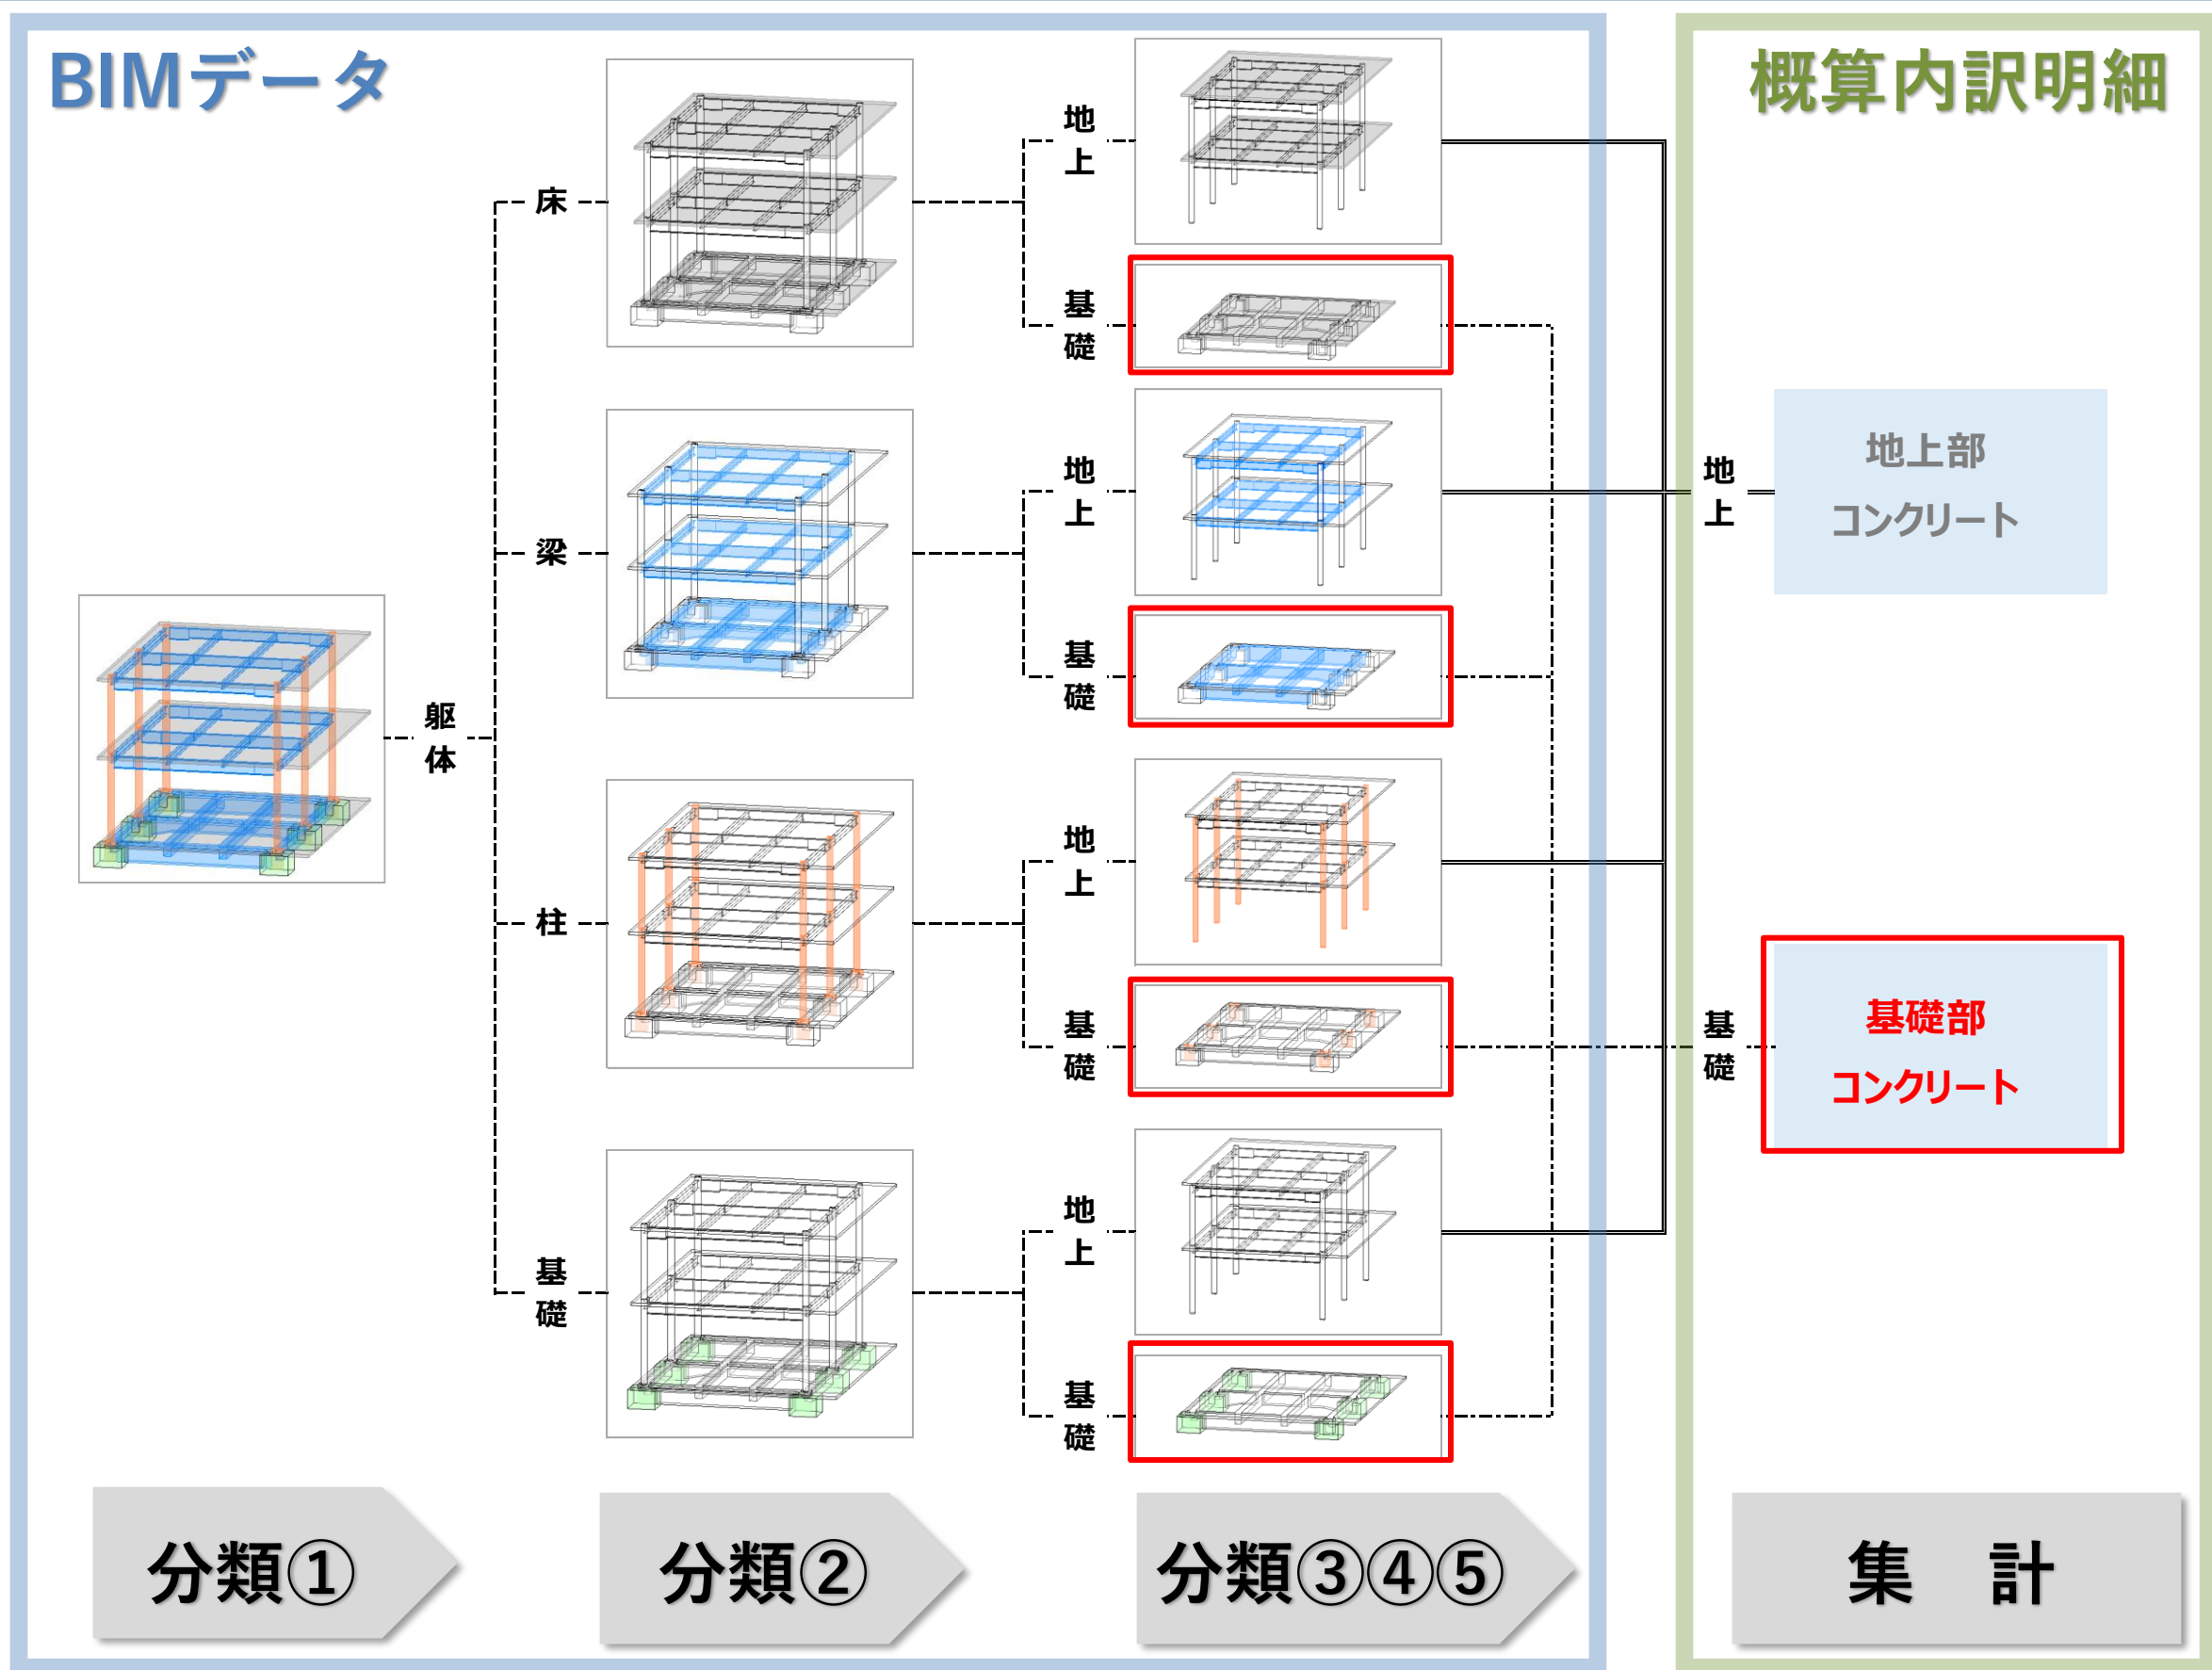 BIMデータ
概算内訳明細
躯体
床
地上
基礎
梁
地上
基礎
柱
地上
基礎
基礎
地上
基礎
地上
地上部
コンクリート
基礎
基礎部
コンクリート
分類①
分類②
分類③④⑤
集 計